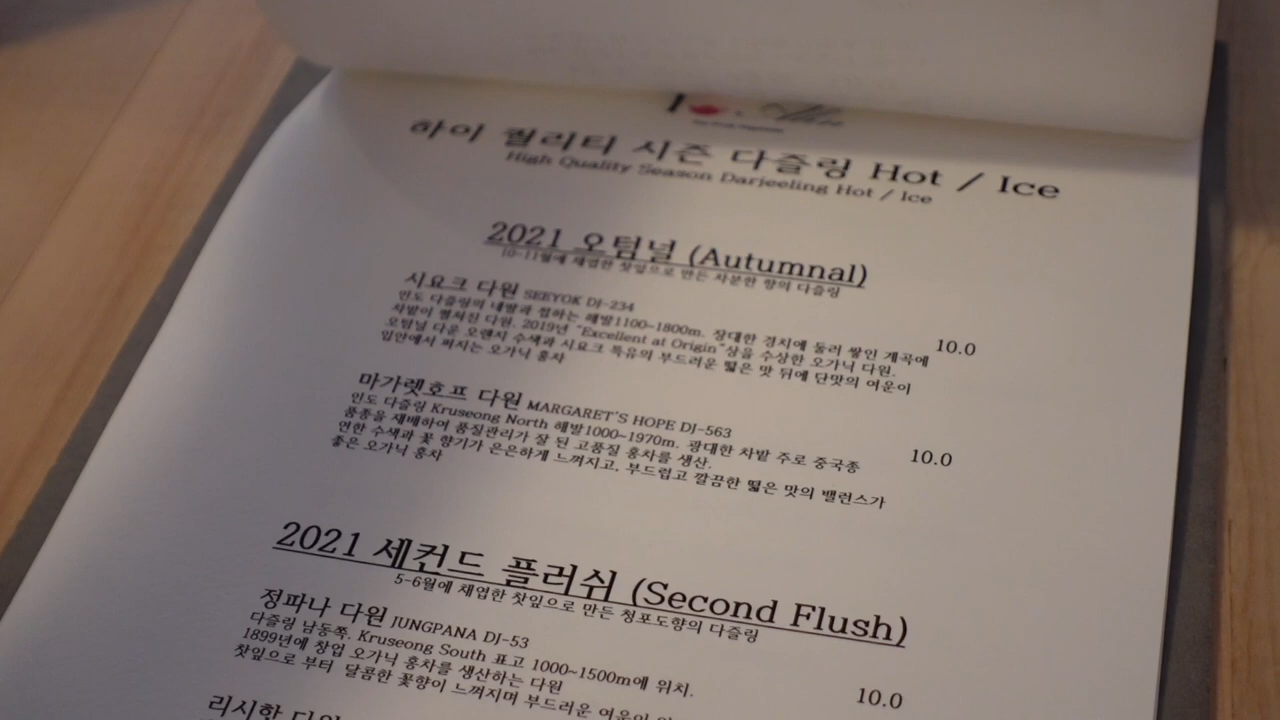 하이 퀄리티 시즌 다즐링 Hot / Ice
High Quality Season Darjeeling Hot / Ice
2021 오텀널 (Autumnal)
10-11월에 채엽한 찻잎으로 만든 차분한 향의 다즐링
시요크 다원 SEEYOK DJ-234
인도 다즐링의 네팔과 접하는 해발1100~1800m. 장대한 경치에 둘러 쌓인 계곡에
차밭이 펼쳐진 다원. 2019년 "Excellent at Origin"상을 수상한 오가닉 다원. 10.0
오텀널 다운 오렌지 수색과 시요크 특유의 부드러운 떫은 맛 뒤에 단맛의 여운이
입안에서 퍼지는 오가닉 홍차
마가렛호프 다원 MARGARET'S HOPE DJ-563
인도 다즐링 Kruseong North 해발1000~1970m. 광대한 차밭 주로 중국종
품종을 재배하여 품질관리가 잘 된 고품질 홍차를 생산. 10.0
연한 수색과 꽃 향기가 은은하게 느껴지고, 부드럽고 깔끔한 떫은 맛의 밸런스가
좋은 오가닉 홍차
2021 세컨드 플러쉬 (Second Flush)
5-6월에 채엽한 찻잎으로 만든 청포도향의 다즐링
정파나 다원 JUNGPANA DJ-53
다즐링 남동쪽. Kruseong South 표고 1000~1500m에 위치.
1899년에 창업 오가닉 홍차를 생산하는 다원 10.0
찻잎으로 부터 달콤한 꽃향이 느껴지며 부드러운 여운이
리시핫